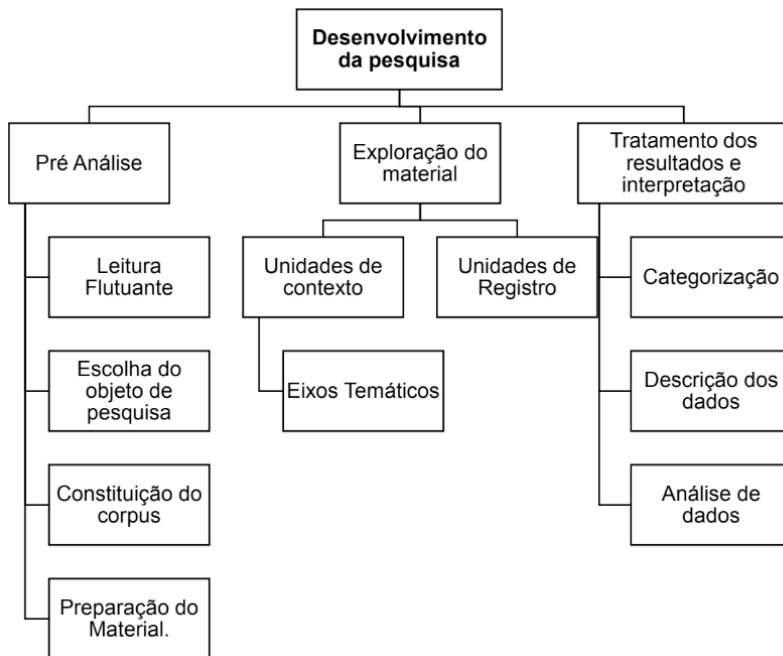 Desenvolvimento
da pesquisa
Pré Análise
Exploração do
material
Tratamento dos
resultados e
interpretação
Leitura
Flutuante
Unidades de
contexto
Unidades de
Registro
Categorização
Escolha do
objeto de
pesquisa
Eixos Temáticos
Descrição dos
dados
Constituição do
corpus
Análise de
dados
Preparação do
Material.